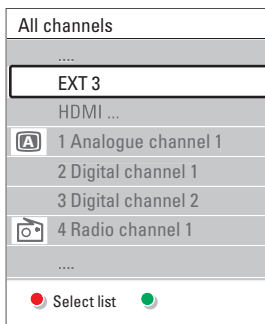 All channels
....
EXT 3
HDMI ...
A 1 Analogue channel 1
2 Digital channel 1
3 Digital channel 2
4 Radio channel 1
....
Select list